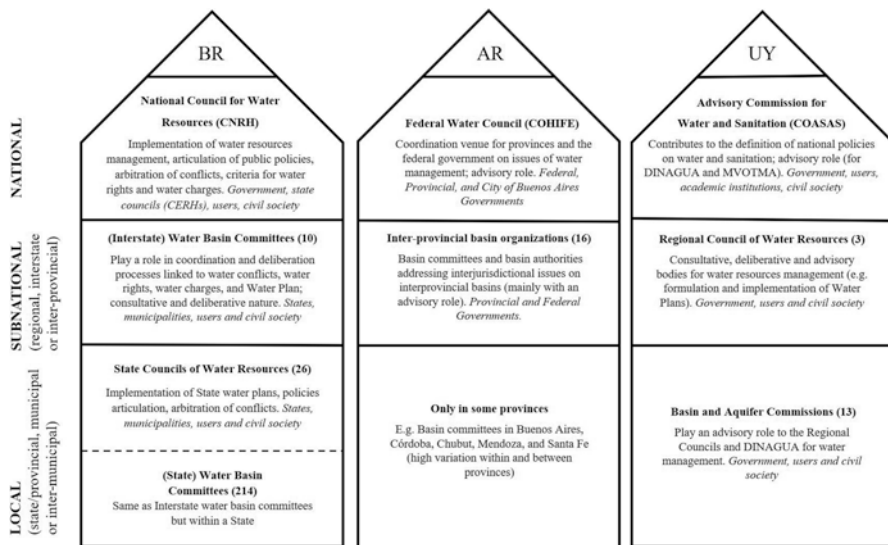 BR
AR
UY
NATIONAL
National Council for Water
Resources (CNRH)
Implementation of water resources
management, articulation of public policies,
arbitration of conflicts, criteria for
water rights and water charges. Government, state
councils (CERHs), users, civil society
Federal Water Council (COHIFE)
Coordination venue for provinces and the
federal government on issues of water
management; advisory role. Federal,
Provincial, and City of Buenos Aires
Governments
Advisory Commission for
Water and Sanitation (COASAS)
Contributes to the definition of national policies
on water and sanitation; advisory role (for
DINAGUA and MVOTMA). Government, users,
academic institutions, civil society
SUBNATIONAL
(regional, interstate
or inter-provincial)
(Interstate) Water Basin Committees (10)
Play a role in coordination and deliberation
processes linked to water conflicts, water
rights, water charges, and Water Plan;
consultative and deliberative nature. States,
municipalities, users and civil society
Inter-provincial basin organizations (16)
Basin committees and basin authorities
addressing interjurisdictional issues on
interprovincial basins (mainly with an
advisory role). Provincial and Federal
Governments.
Regional Council of Water Resources (3)
Consultative, deliberative and advisory
bodies for water resources management (e.g.
formulation and implementation of Water
Plans). Government, users and civil society
LOCAL
(state/provincial, municipal
or inter-municipal)
State Councils of Water Resources (26)
Implementation of State water plans, policies
articulation, arbitration of conflicts. States,
municipalities, users and civil society
(State) Water Basin
Committees (214)
Same as Interstate water basin committees
but within a State
Only in some provinces
E.g. Basin committees in Buenos Aires,
Córdoba, Chubut, Mendoza, and Santa Fe
(high variation within and between
provinces)
Basin and Aquifer Commissions (13)
Play an advisory role to the Regional
Councils and DINAGUA for water
management. Government, users and civil
society